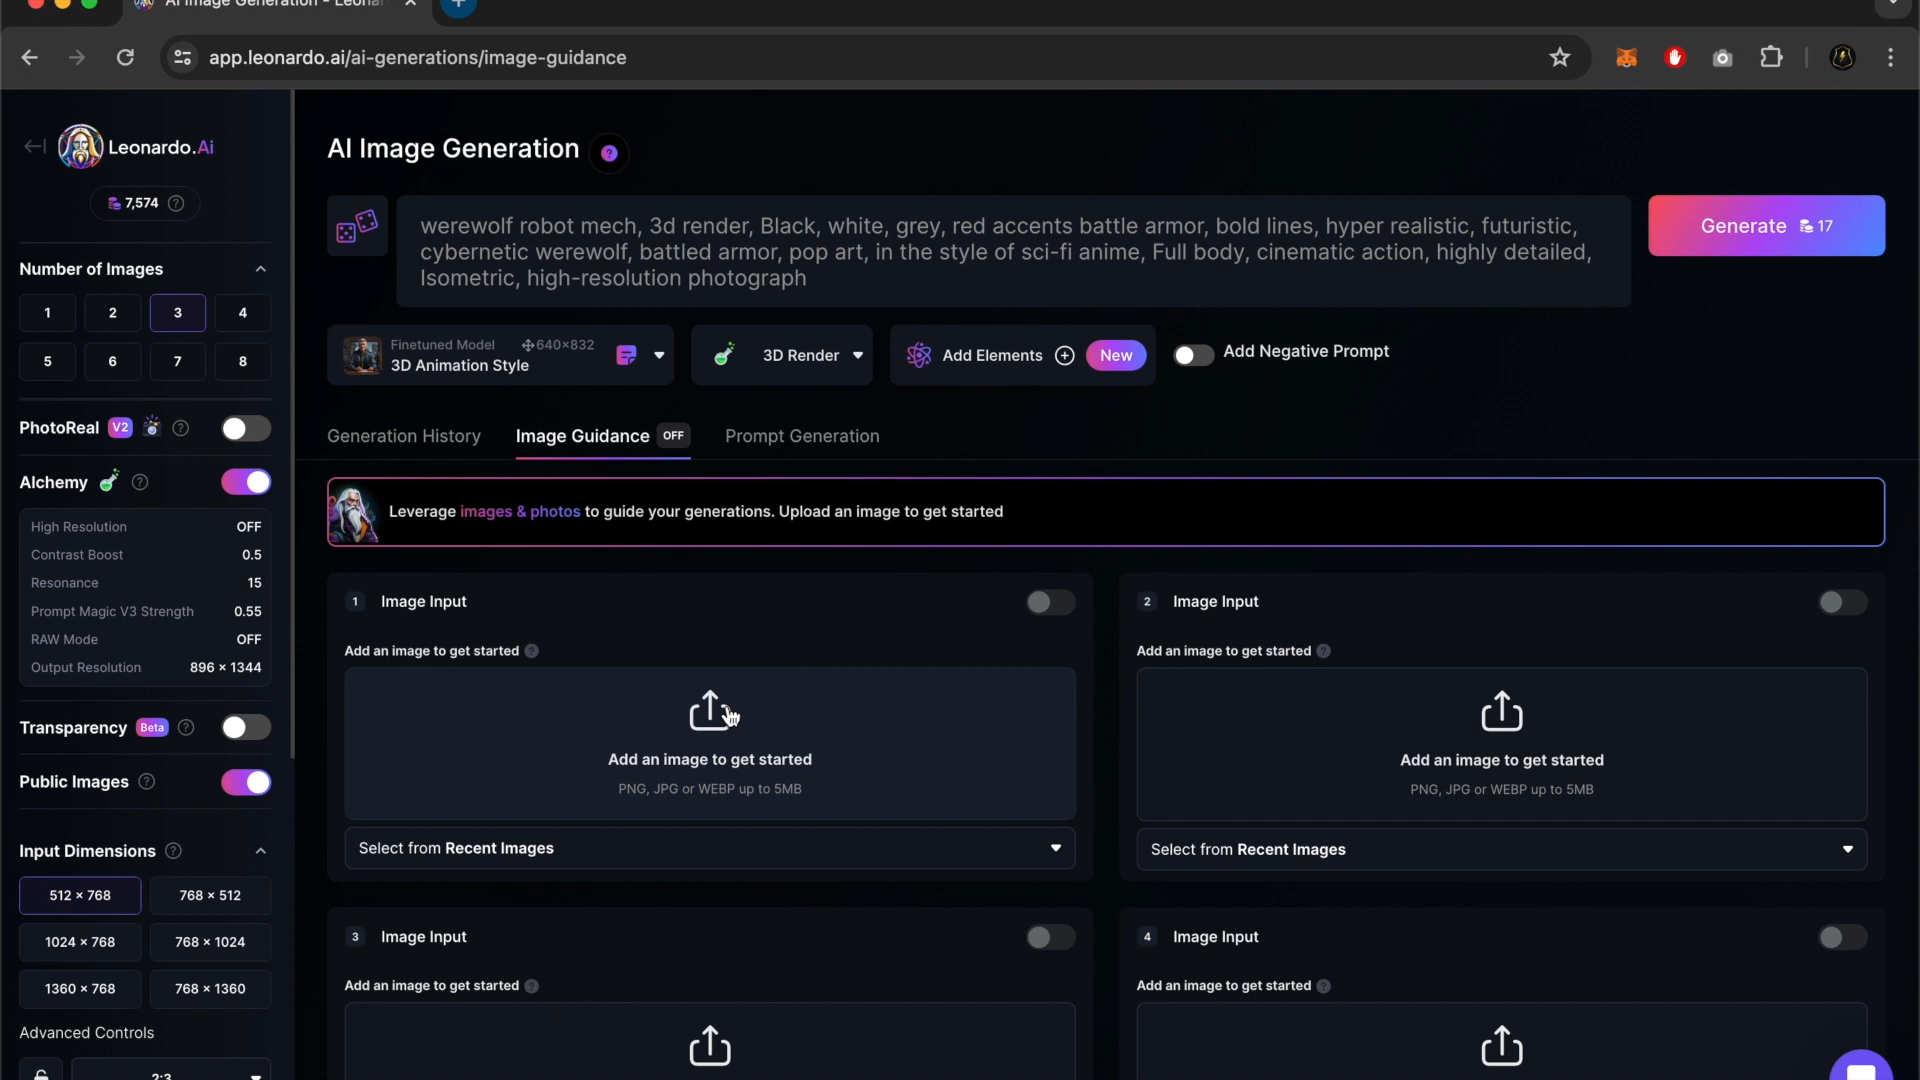 AI Image Generation - Leonar
app.leonardo.ai/ai-generations/image-guidance
Leonardo.Ai
7,574
Number of Images
1 2 3 4
5 6 7 8
PhotoReal V2
Alchemy
High Resolution OFF
Contrast Boost 0.5
Resonance 15
Prompt Magic V3 Strength 0.55
RAW Mode OFF
Output Resolution 896 × 1344
Transparency Beta
Public Images
Input Dimensions
512 × 768 768 × 512
1024 × 768 768 × 1024
1360 × 768 768 × 1360
Advanced Controls
2:3
AI Image Generation ?
werewolf robot mech, 3d render, Black, white, grey, red accents battle armor, bold lines, hyper realistic, futuristic,
cybernetic werewolf, battled armor, pop art, in the style of sci-fi anime, Full body, cinematic action, highly detailed,
Isometric, high-resolution photograph
Generate 17
Finetuned Model 640×832
3D Animation Style
3D Render
Add Elements New
Add Negative Prompt
Generation History Image Guidance OFF Prompt Generation
Leverage images & photos to guide your generations. Upload an image to get started
1 Image Input
Add an image to get started ?
Add an image to get started
PNG, JPG or WEBP up to 5MB
Select from Recent Images
2 Image Input
Add an image to get started ?
Add an image to get started
PNG, JPG or WEBP up to 5MB
Select from Recent Images
3 Image Input
Add an image to get started ?
4 Image Input
Add an image to get started ?